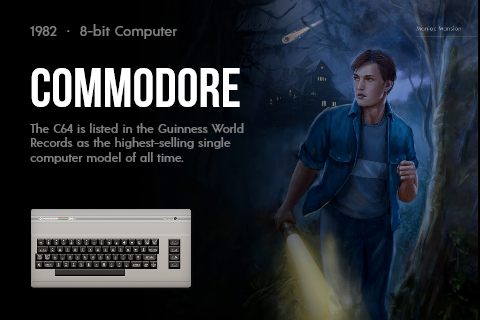 1982 · 8-bit Computer
Maniac Mansion
COMMODORE
The C64 is listed in the Guinness World
Records as the highest-selling single
computer model of all time.